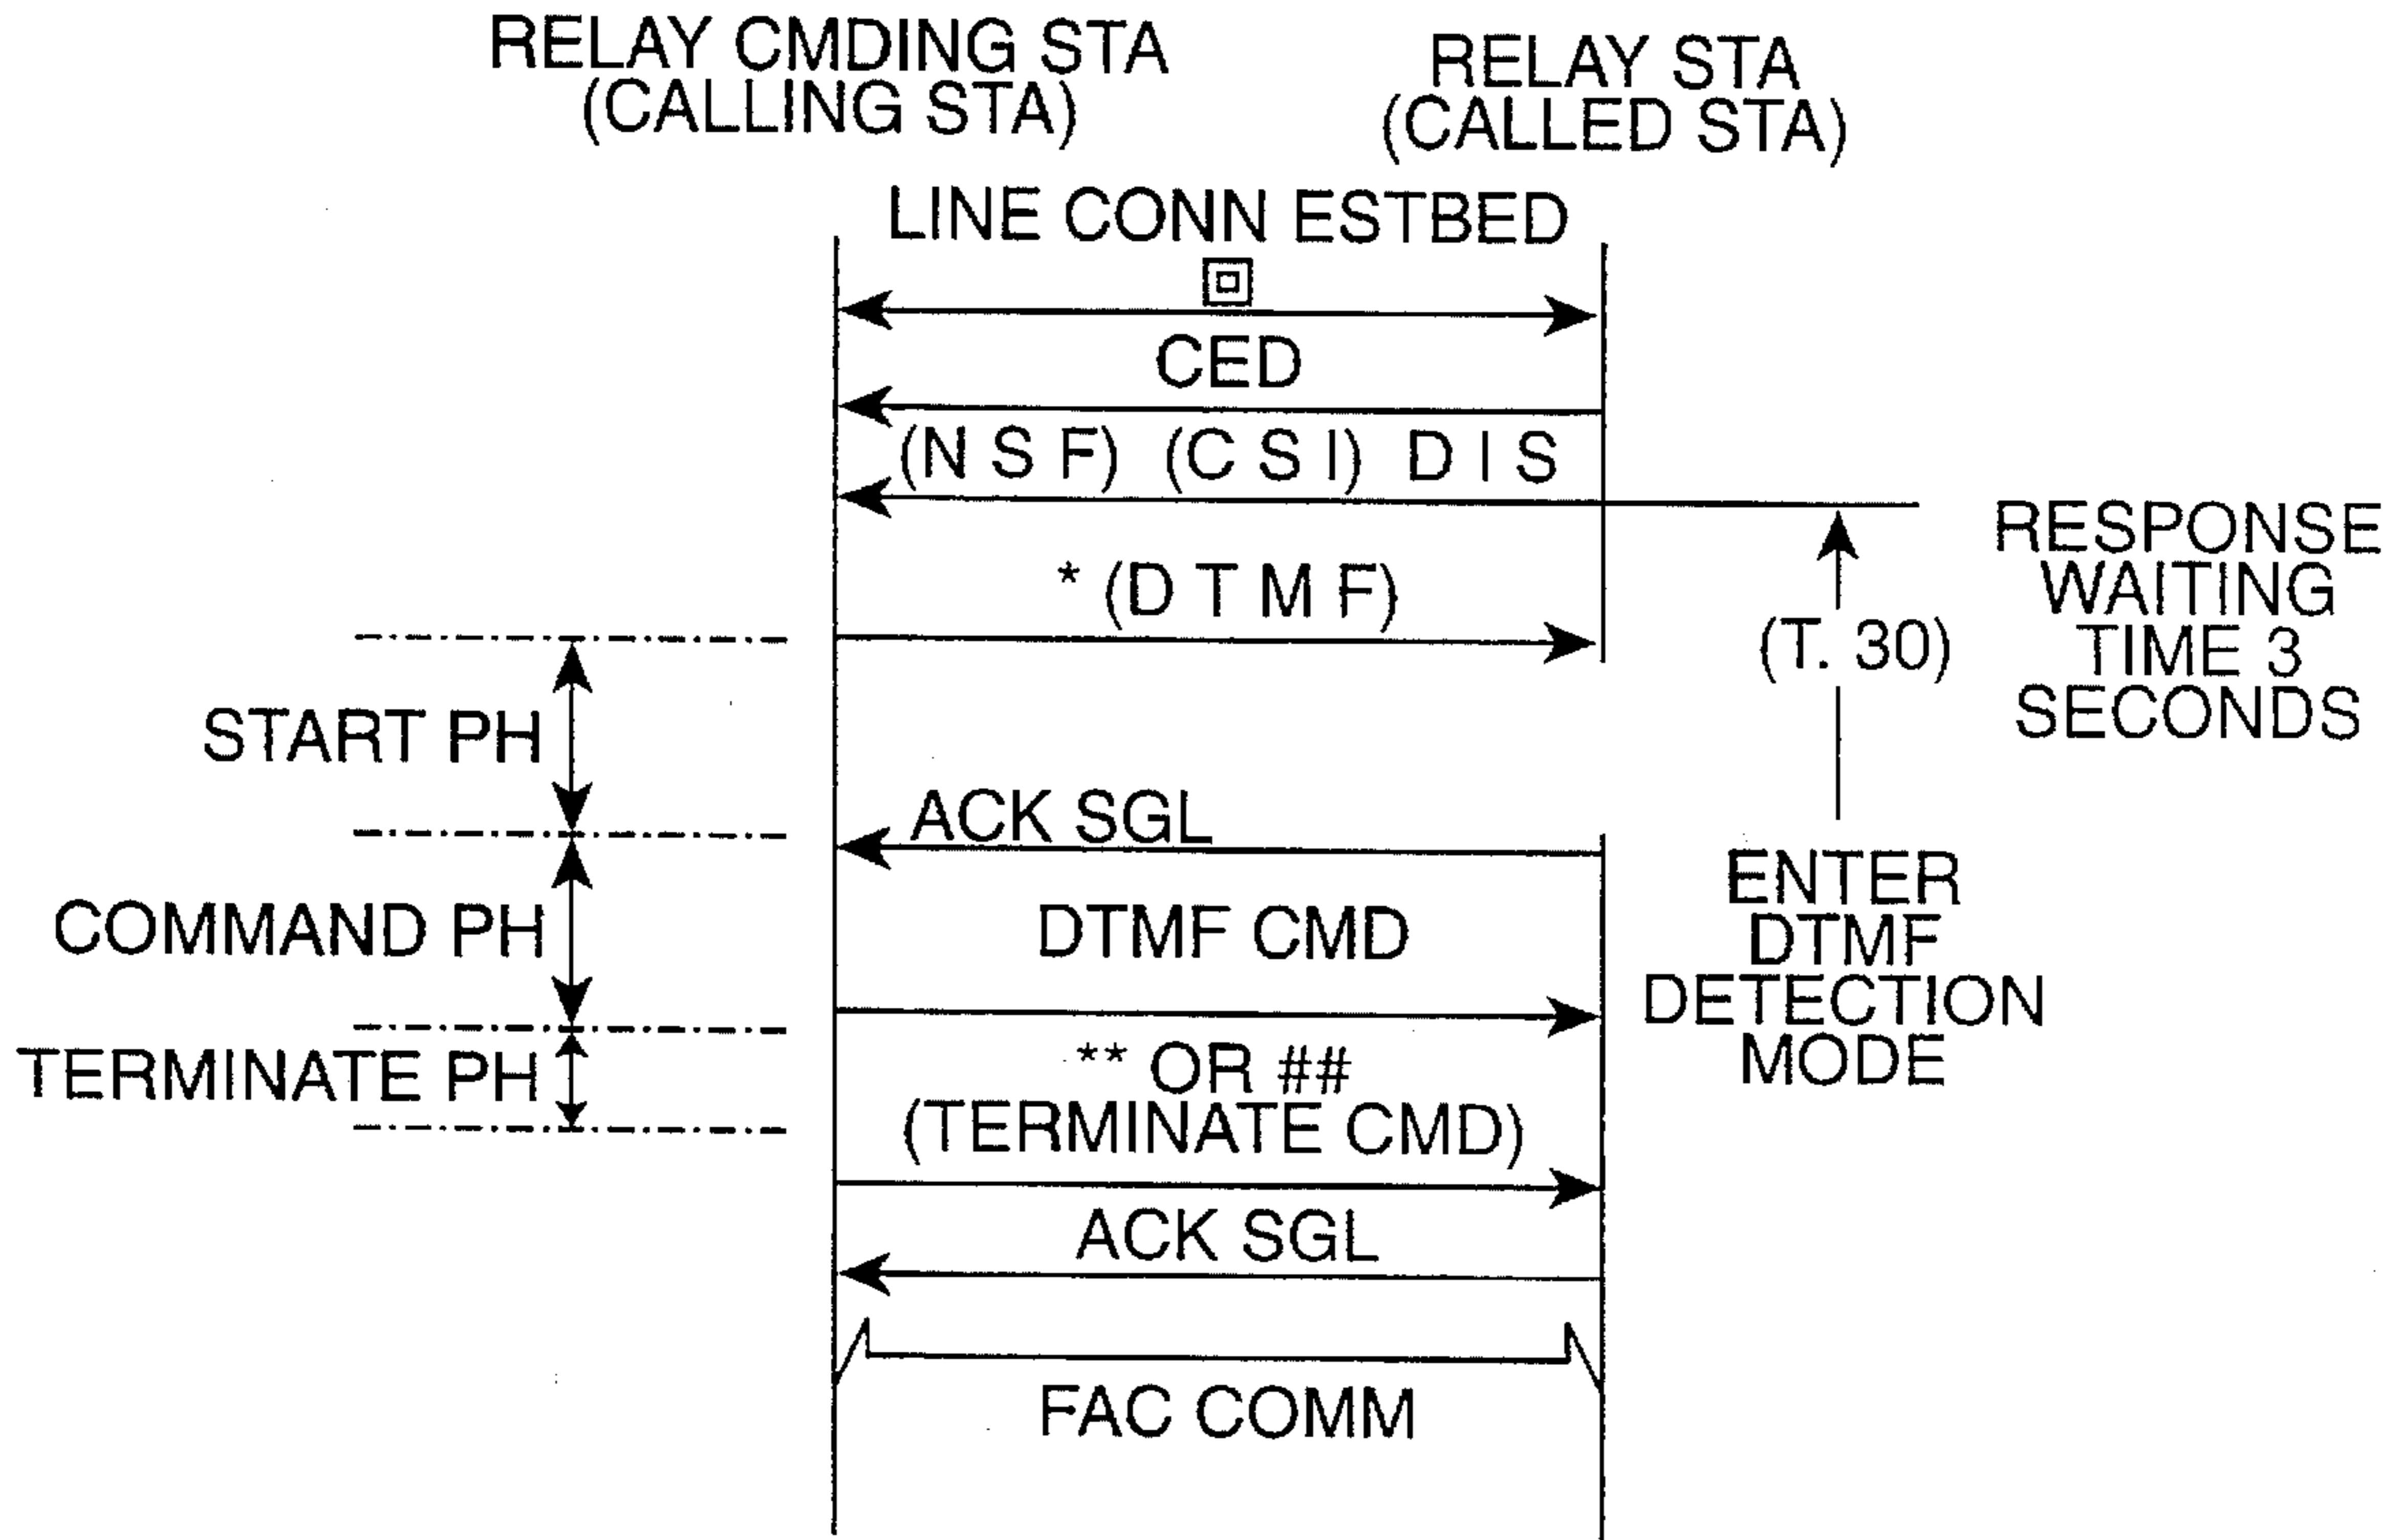 RELAY CMDING STA
(CALLING STA)
RELAY STA
(CALLED STA)
LINE CONN ESTBED
CED
(N S F) (C S I) D I S
* (D T M F)
(T. 30)
RESPONSE
WAITING
TIME 3
SECONDS
START PH
ACK SGL
COMMAND PH
DTMF CMD
ENTER
DTMF
DETECTION
MODE
TERMINATE PH
** OR ##
(TERMINATE CMD)
ACK SGL
FAC COMM